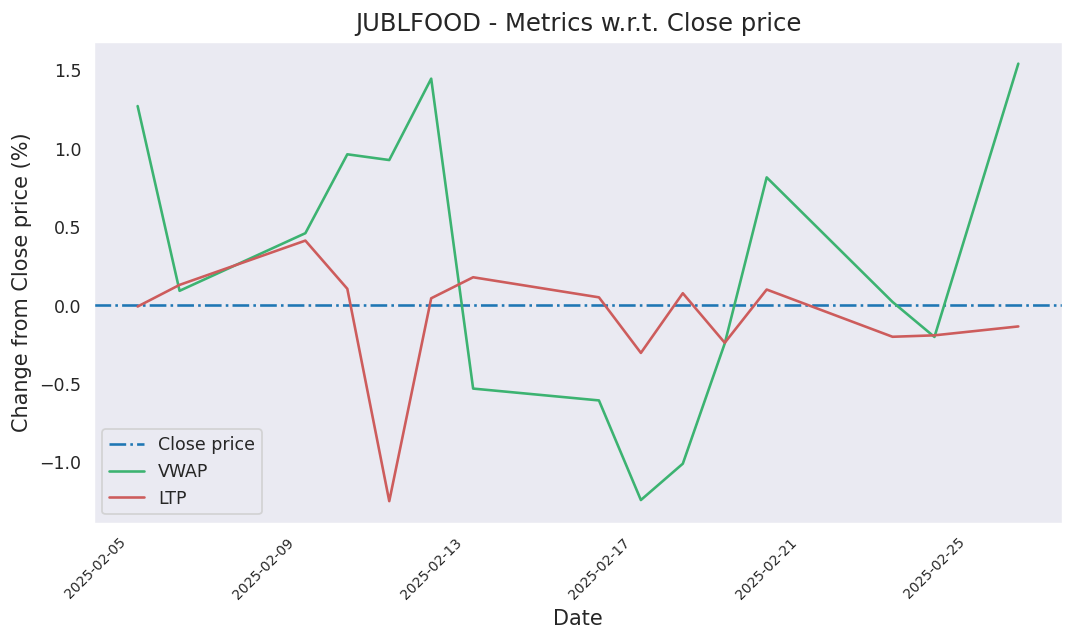 JUBLFOOD - Metrics w.r.t. Close price
Change from Close price (%)
1.5
1.0
0.5
0.0
−0.5
−1.0
Close price
VWAP
LTP
2025-02-05
2025-02-09
2025-02-13
2025-02-17
2025-02-21
2025-02-25
Date